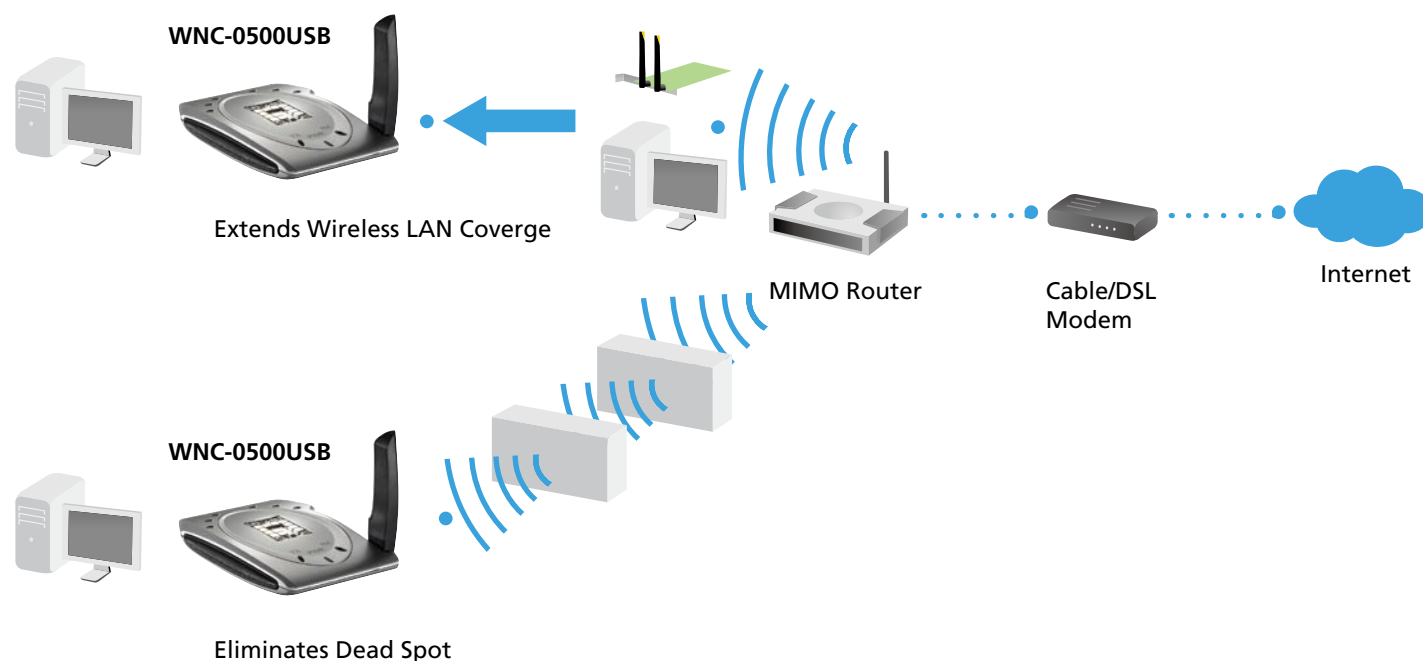 WNC-0500USB
Extends Wireless LAN Coverge
MIMO Router
Cable/DSL
Modem
Internet
WNC-0500USB
Eliminates Dead Spot